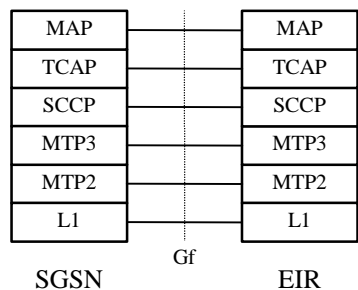 MAP MAP
TCAP TCAP
SCCP SCCP
MTP3 MTP3
MTP2 MTP2
L1 L1
Gf
SGSN EIR